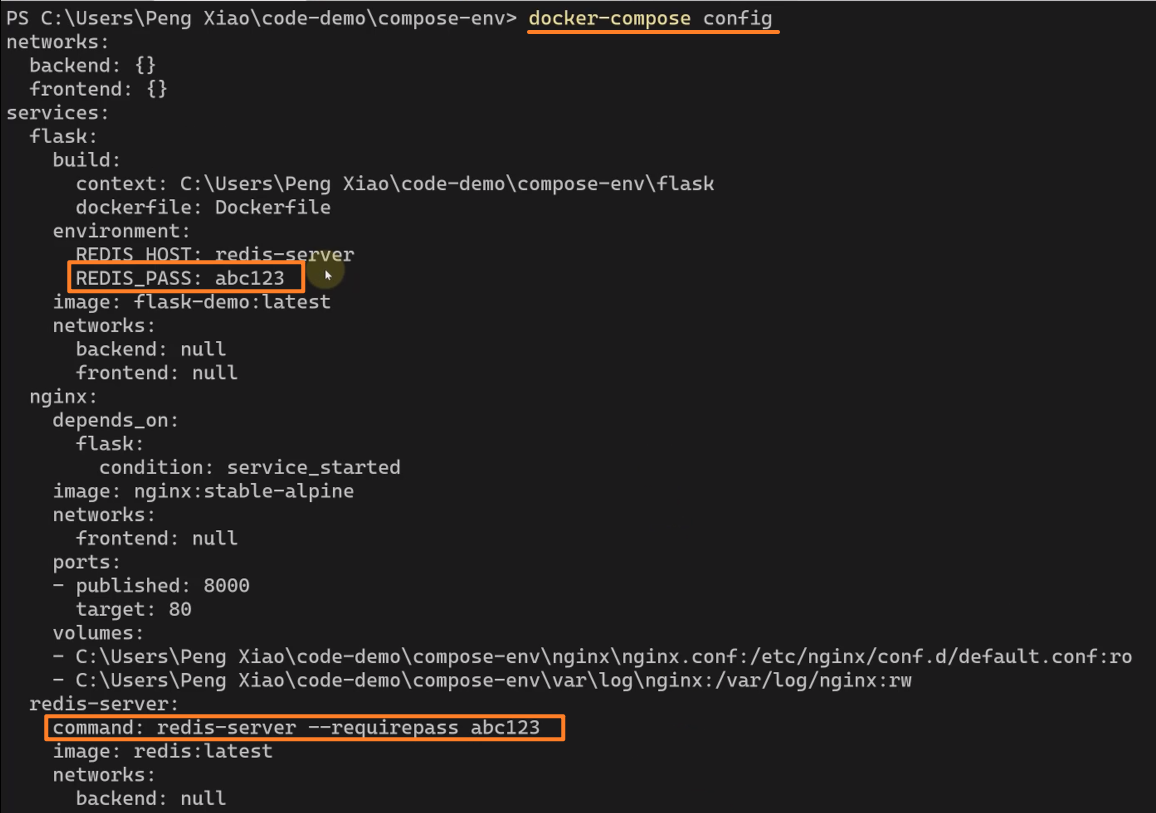 PS C:\Users\Peng Xiao\code-demo\compose-env> docker-compose config
networks:
  backend: {}
  frontend: {}
services:
  flask:
    build:
      context: C:\Users\Peng Xiao\code-demo\compose-env\flask
      dockerfile: Dockerfile
    environment:
      REDIS_HOST: redis-server
      REDIS_PASS: abc123
    image: flask-demo:latest
    networks:
      backend: null
      frontend: null
  nginx:
    depends_on:
      flask:
        condition: service_started
    image: nginx:stable-alpine
    networks:
      frontend: null
    ports:
    - published: 8000
      target: 80
    volumes:
    - C:\Users\Peng Xiao\code-demo\compose-env\nginx\nginx.conf:/etc/nginx/conf.d/default.conf:ro
    - C:\Users\Peng Xiao\code-demo\compose-env\var\log\nginx:/var/log/nginx:rw
  redis-server:
    command: redis-server --requirepass abc123
    image: redis:latest
    networks:
      backend: null